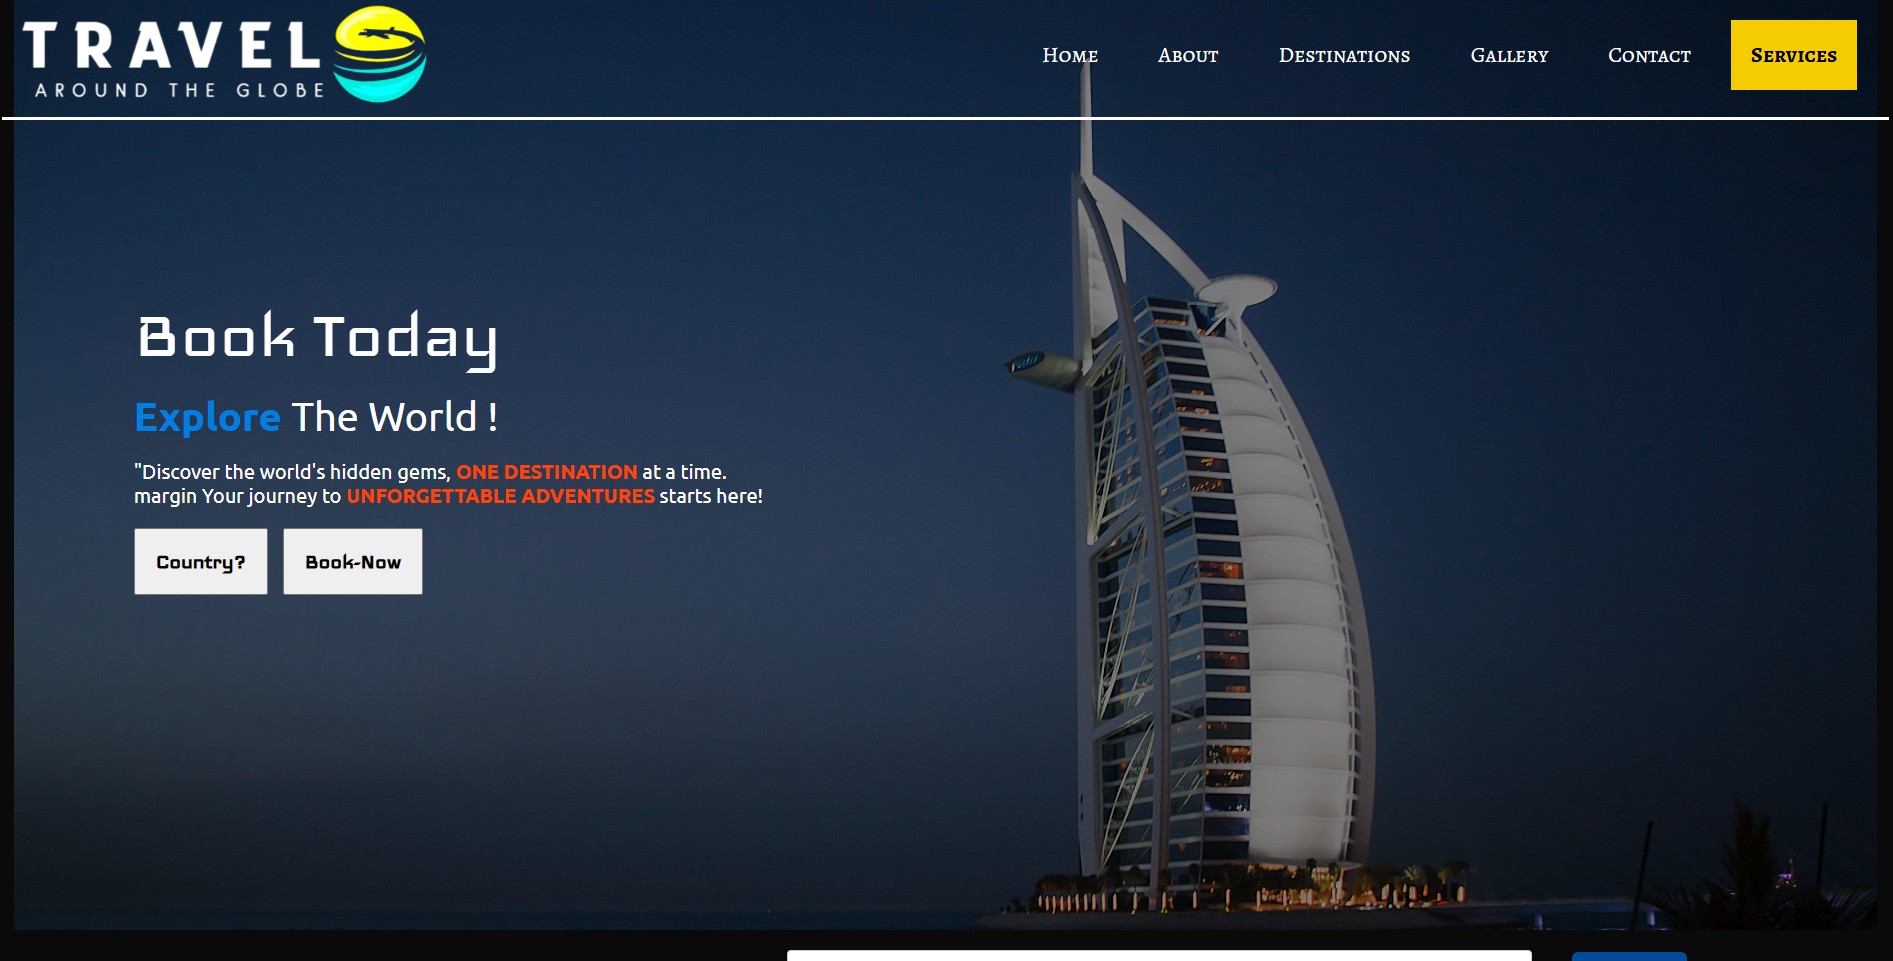 TRAVEL
AROUND THE GLOBE
Home About Destinations Gallery Contact Services
Book Today
Explore The World !
"Discover the world's hidden gems, ONE DESTINATION at a time.
margin Your journey to UNFORGETTABLE ADVENTURES starts here!
Country? Book-Now